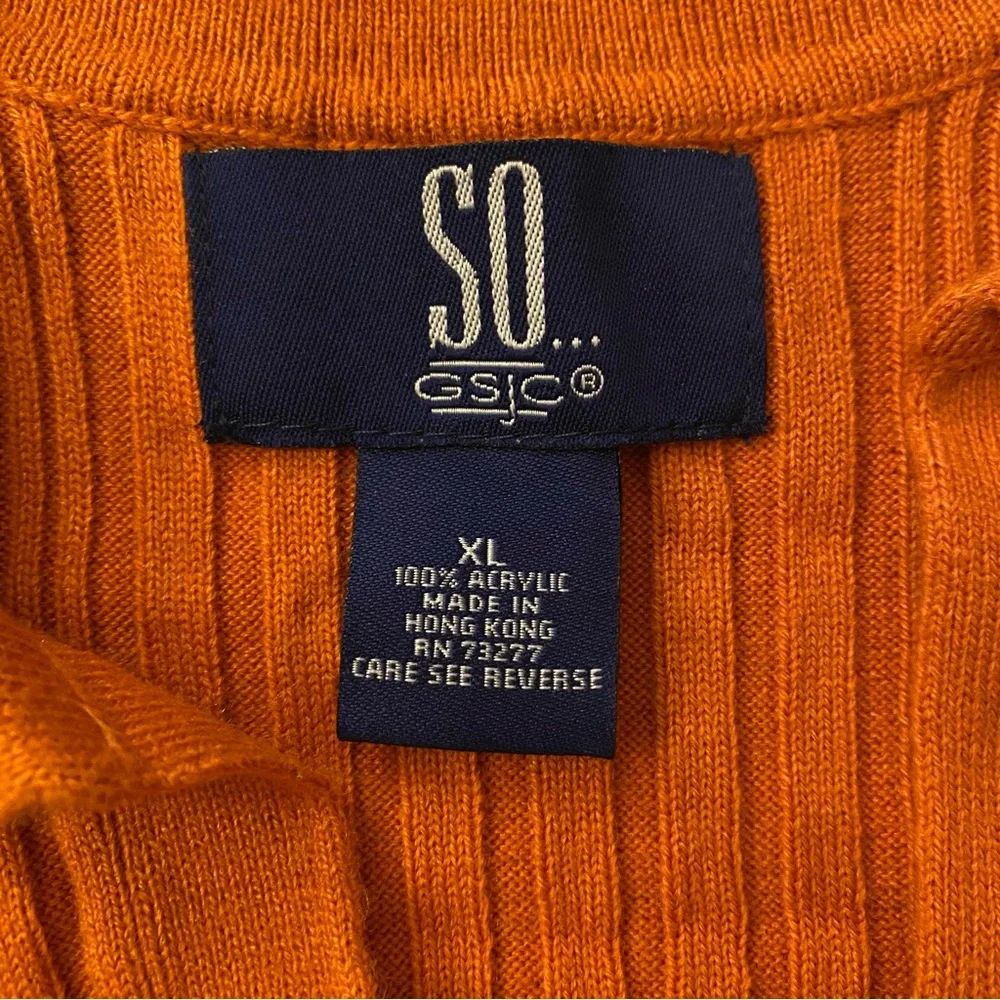 SO...
GSJC®
XL
100% ACRYLIC
MADE IN
HONG KONG
RN 73277
CARE SEE REVERSE